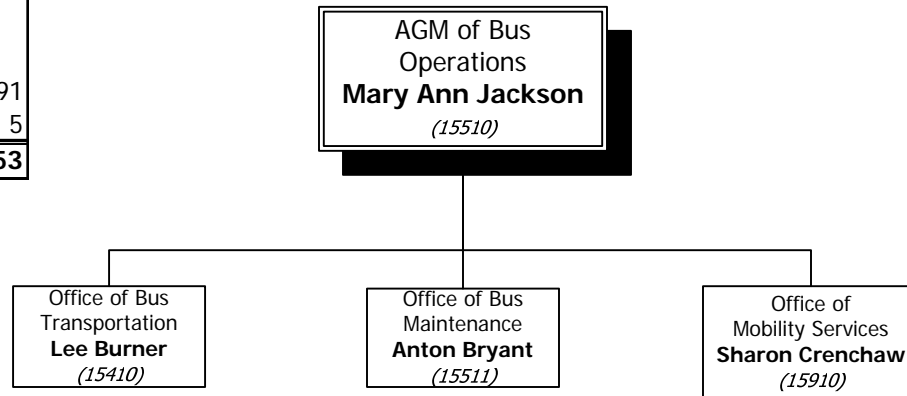 91
5
53
AGM of Bus
Operations
Mary Ann Jackson
(15510)
Office of Bus
Transportation
Lee Burner
(15410)
Office of Bus
Maintenance
Anton Bryant
(15511)
Office of
Mobility Services
Sharon Crenchaw
(15910)